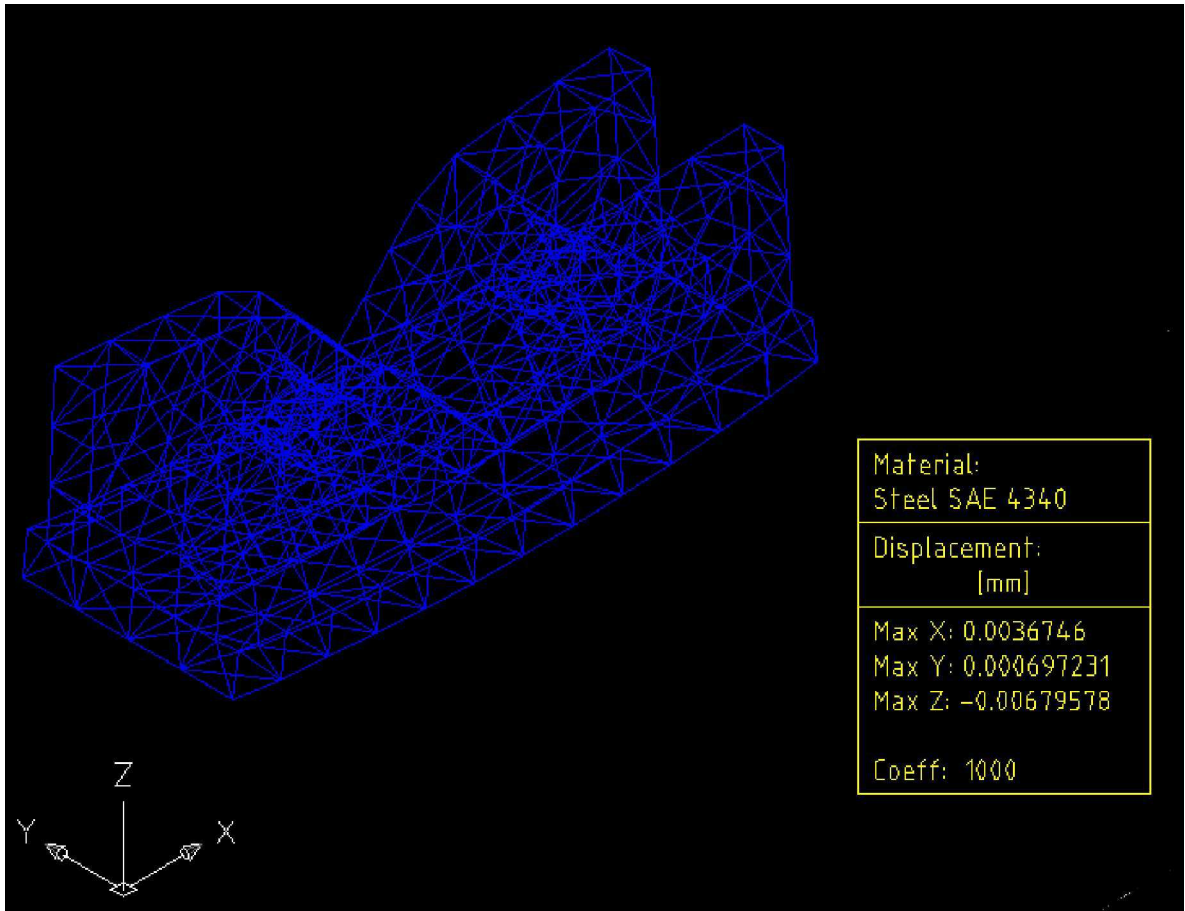 Material:
Steel SAE 4340
Displacement:
[mm]
Max X: 0.0036746
Max Y: 0.000697231
Max Z: -0.00679578
Coeff: 1000
Z
Y
X